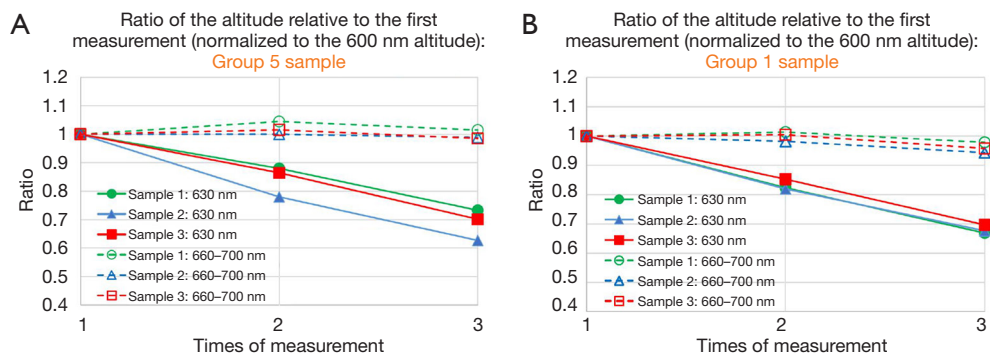 A
Ratio of the altitude relative to the first
measurement (normalized to the 600 nm altitude):
Group 5 sample
1.2
1.1
1
0.9
0.8
0.7
0.6
0.5
0.4
Ratio
Sample 1: 630 nm
Sample 2: 630 nm
Sample 3: 630 nm
Sample 1: 660–700 nm
Sample 2: 660–700 nm
Sample 3: 660–700 nm
1 2 3
Times of measurement
B
Ratio of the altitude relative to the first
measurement (normalized to the 600 nm altitude):
Group 1 sample
1.2
1.1
1
0.9
0.8
0.7
0.6
0.5
0.4
Ratio
Sample 1: 630 nm
Sample 2: 630 nm
Sample 3: 630 nm
Sample 1: 660–700 nm
Sample 2: 660–700 nm
Sample 3: 660–700 nm
1 2 3
Times of measurement